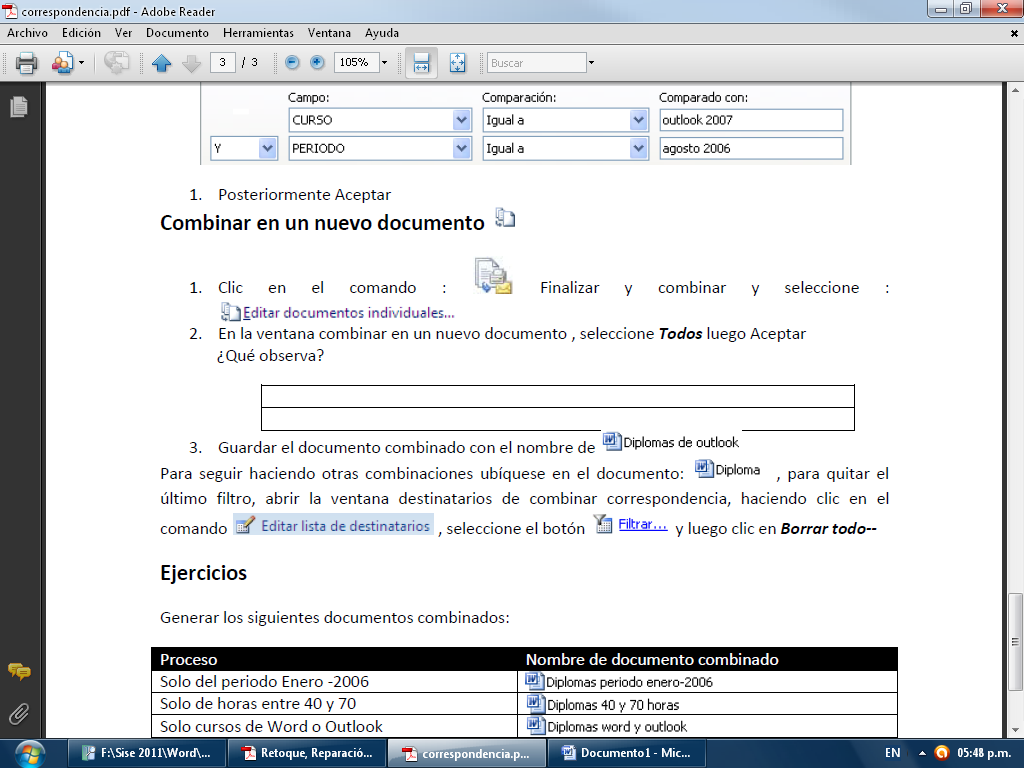 correspondencia.pdf - Adobe Reader
Archivo Edición Ver Documento Herramientas Ventana Ayuda
3 / 3 105% Buscar
Campo: Comparación: Comparado con:
CURSO Igual a outlook 2007
Y PERIODO Igual a agosto 2006
1. Posteriormente Aceptar
Combinar en un nuevo documento
1. Clic en el comando : Finalizar y combinar y seleccione :
Editar documentos individuales...
2. En la ventana combinar en un nuevo documento , seleccione Todos luego Aceptar
¿Qué observa?
3. Guardar el documento combinado con el nombre de Diplomas de outlook
Para seguir haciendo otras combinaciones ubíquese en el documento: Diploma , para quitar el
último filtro, abrir la ventana destinatarios de combinar correspondencia, haciendo clic en el
comando Editar lista de destinatarios , seleccione el botón Filtrar... y luego clic en Borrar todo--
Ejercicios
Generar los siguientes documentos combinados:
Proceso Nombre de documento combinado
Solo del periodo Enero -2006 Diplomas periodo enero-2006
Solo de horas entre 40 y 70 Diplomas 40 y 70 horas
Solo cursos de Word o Outlook Diplomas word y outlook
F:\Sise 2011\Word\... Retoque, Reparació... correspondencia.p... Documento1 - Mic... EN 05:48 p.m.